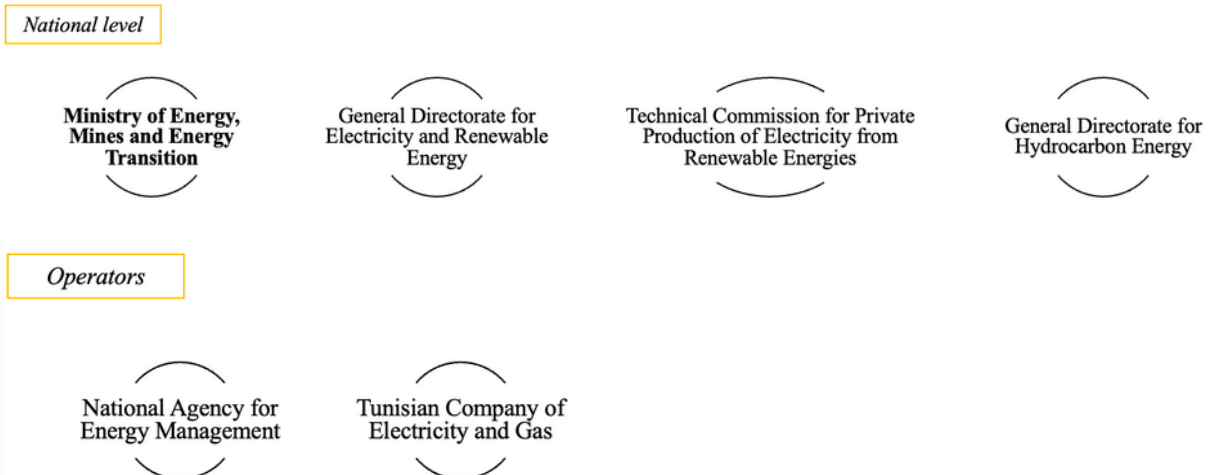 National level
Ministry of Energy,
Mines and Energy
Transition
General Directorate for
Electricity and Renewable
Energy
Technical Commission for Private
Production of Electricity from
Renewable Energies
General Directorate for
Hydrocarbon Energy
Operators
National Agency for
Energy Management
Tunisian Company of
Electricity and Gas